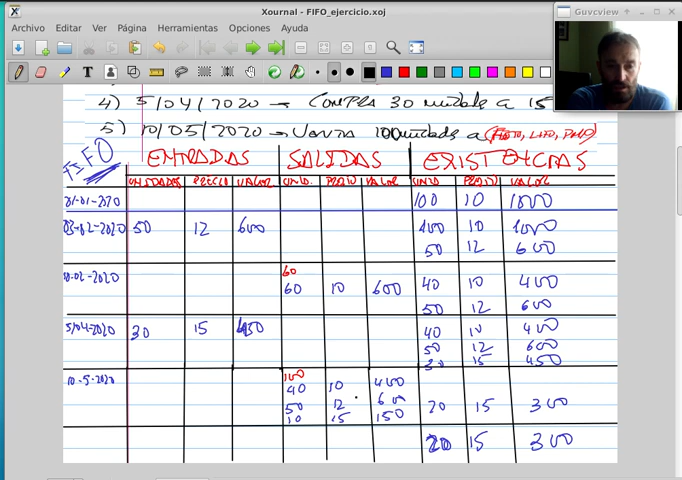 Xournal - FIFO_ejercicio.xoj
Guvcview
Archivo Editar Ver Diario Herramientas Opciones Ayuda
4) 5/04/2020 → COMPRA 30 unidades a 15
5) 10/05/2020 → Venta 100 unidades a (FIFO, LIFO, PMP)
FIFO
ENTRADAS SALIDAS EXISTENCIAS
UNIDADES PRECIO VALOR UNID. PRECIO VALOR UNID PRECIO VALOR
01-01-2020 100 10 1000
03-02-2020 50 12 600 100 10 1000
50 12 600
60
10-02-2020 60 10 600 40 10 400
50 12 600
5/04-2020 30 15 450 40 10 400
50 12 600
30 15 450
10-5-2020 100
40 10 400
50 12 600 20 15 300
10 15 150
20 15 300